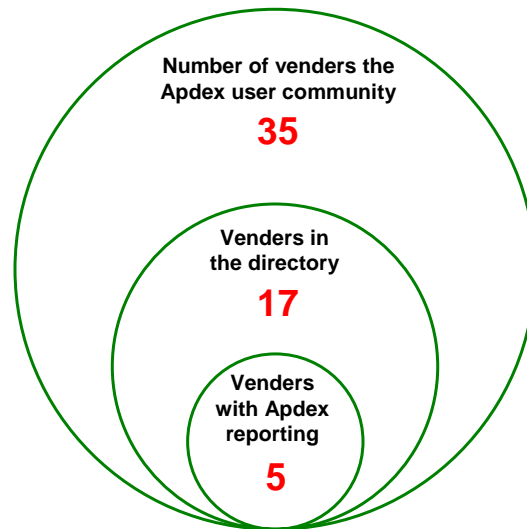 Number of venders the
Apdex user community
35
Venders in
the directory
17
Venders
with Apdex
reporting
5